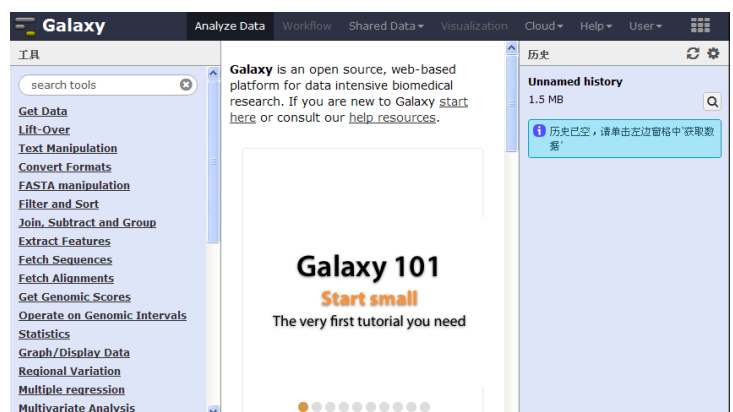 Galaxy
Analyze Data
Workflow
Shared Data
Visualization
Cloud
Help
User
工具
search tools
Get Data
Lift-Over
Text Manipulation
Convert Formats
FASTA manipulation
Filter and Sort
Join, Subtract and Group
Extract Features
Fetch Sequences
Fetch Alignments
Get Genomic Scores
Operate on Genomic Intervals
Statistics
Graph/Display Data
Regional Variation
Multiple regression
Multivariate Analysis
Galaxy is an open source, web-based
platform for data intensive biomedical
research. If you are new to Galaxy start
here or consult our help resources.
Galaxy 101
Start small
The very first tutorial you need
历史
Unnamed history
1.5 MB
历史已空，请单击左边窗格中'获取数
据'